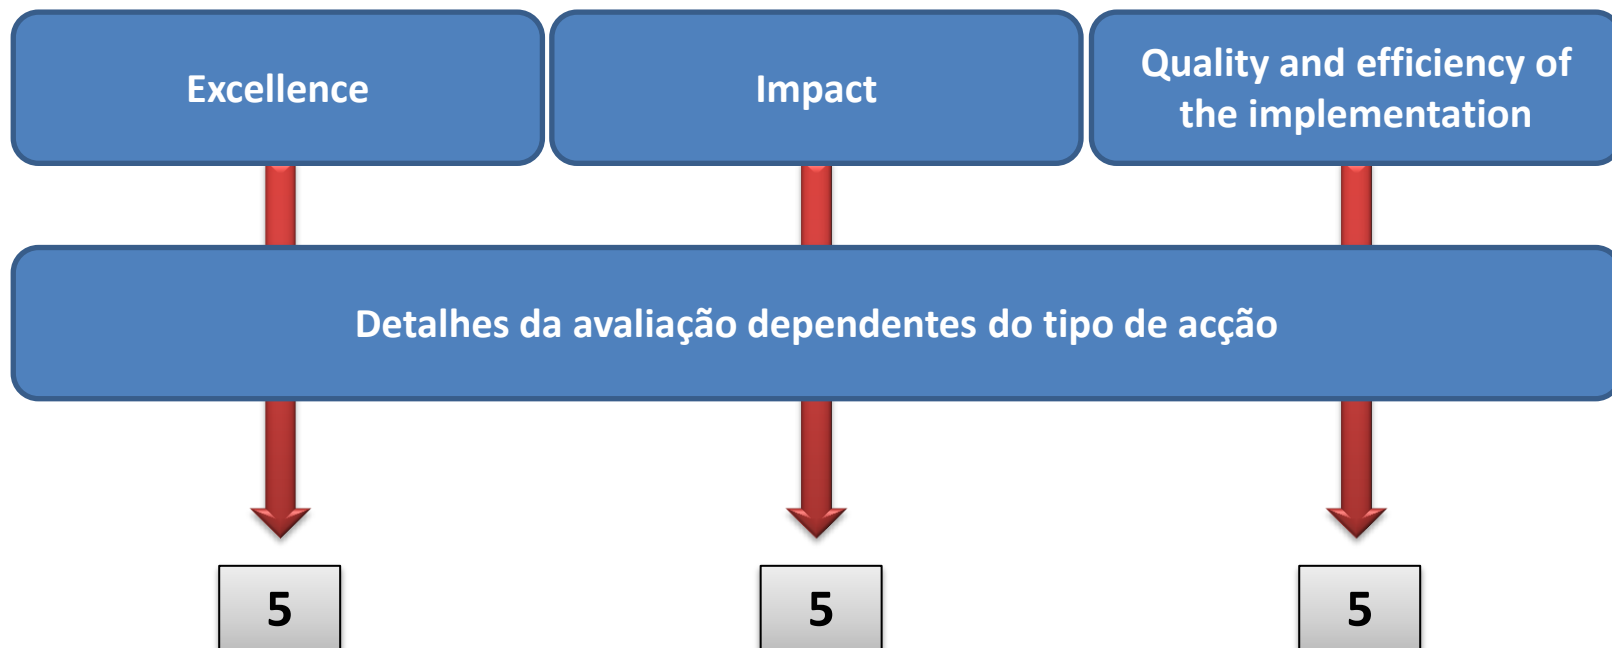 Excellence
Impact
Quality and efficiency of
the implementation
Detalhes da avaliação dependentes do tipo de acção
5
5
5